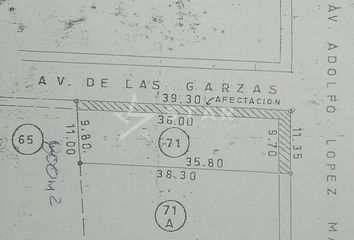 AV. DE LAS GARZAS
39.30
AFECTACION
36.00
11.00
9.80
71
9.70
11.35
65
35.80
38.30
71
A
AV. ADOLFO LOPEZ MA